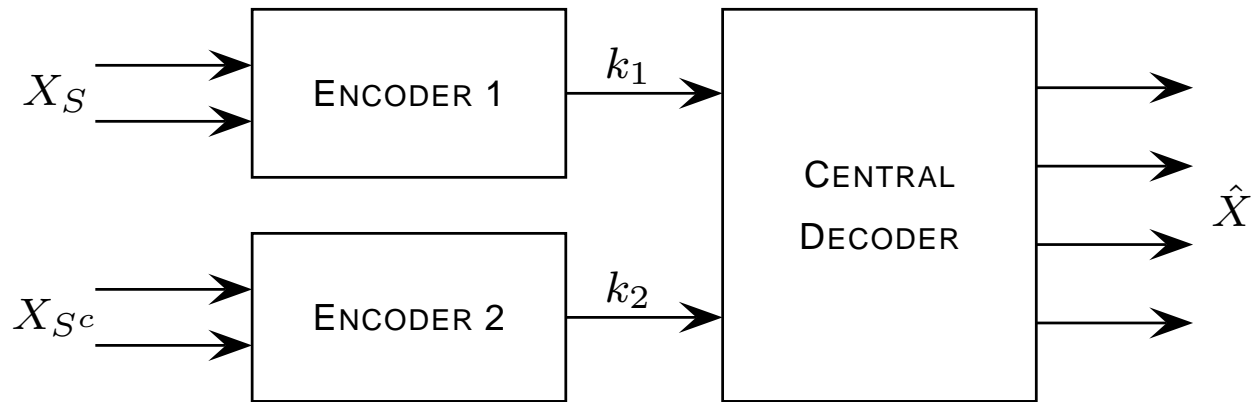 X_S
ENCODER 1
k_1
CENTRAL
DECODER
X̂
X_{S^c}
ENCODER 2
k_2